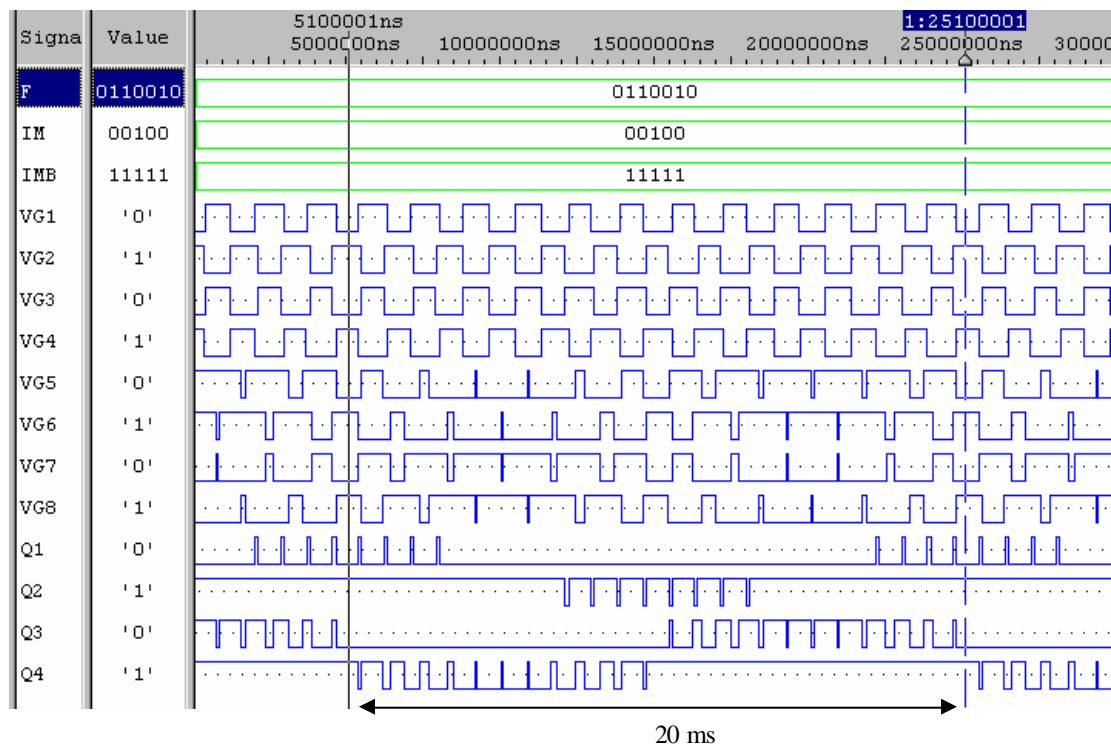 Signa Value 5100001ns 1:25100001
5000000ns 10000000ns 15000000ns 20000000ns 25000000ns 30000
F 0110010 0110010
IM 00100 00100
IMB 11111 11111
VG1 '0'
VG2 '1'
VG3 '0'
VG4 '1'
VG5 '0'
VG6 '1'
VG7 '0'
VG8 '1'
Q1 '0'
Q2 '1'
Q3 '0'
Q4 '1'
20 ms